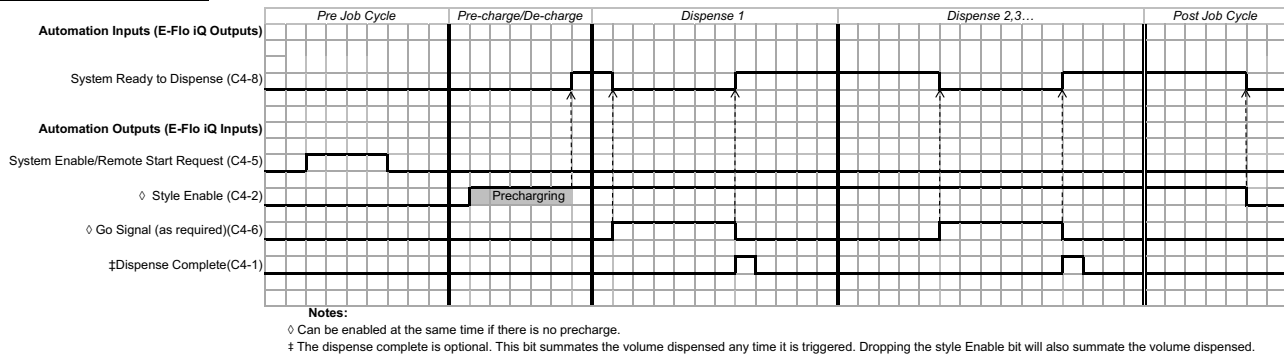 Pre Job Cycle
Pre-charge/De-charge
Dispense 1
Dispense 2,3…
Post Job Cycle
Automation Inputs (E-Flo iQ Outputs)
System Ready to Dispense (C4-8)
Automation Outputs (E-Flo iQ Inputs)
System Enable/Remote Start Request (C4-5)
◊ Style Enable (C4-2)
Prechargring
◊ Go Signal (as required)(C4-6)
‡Dispense Complete(C4-1)
Notes:
◊ Can be enabled at the same time if there is no precharge.
‡ The dispense complete is optional. This bit summates the volume dispensed any time it is triggered. Dropping the style Enable bit will also summate the volume dispensed.